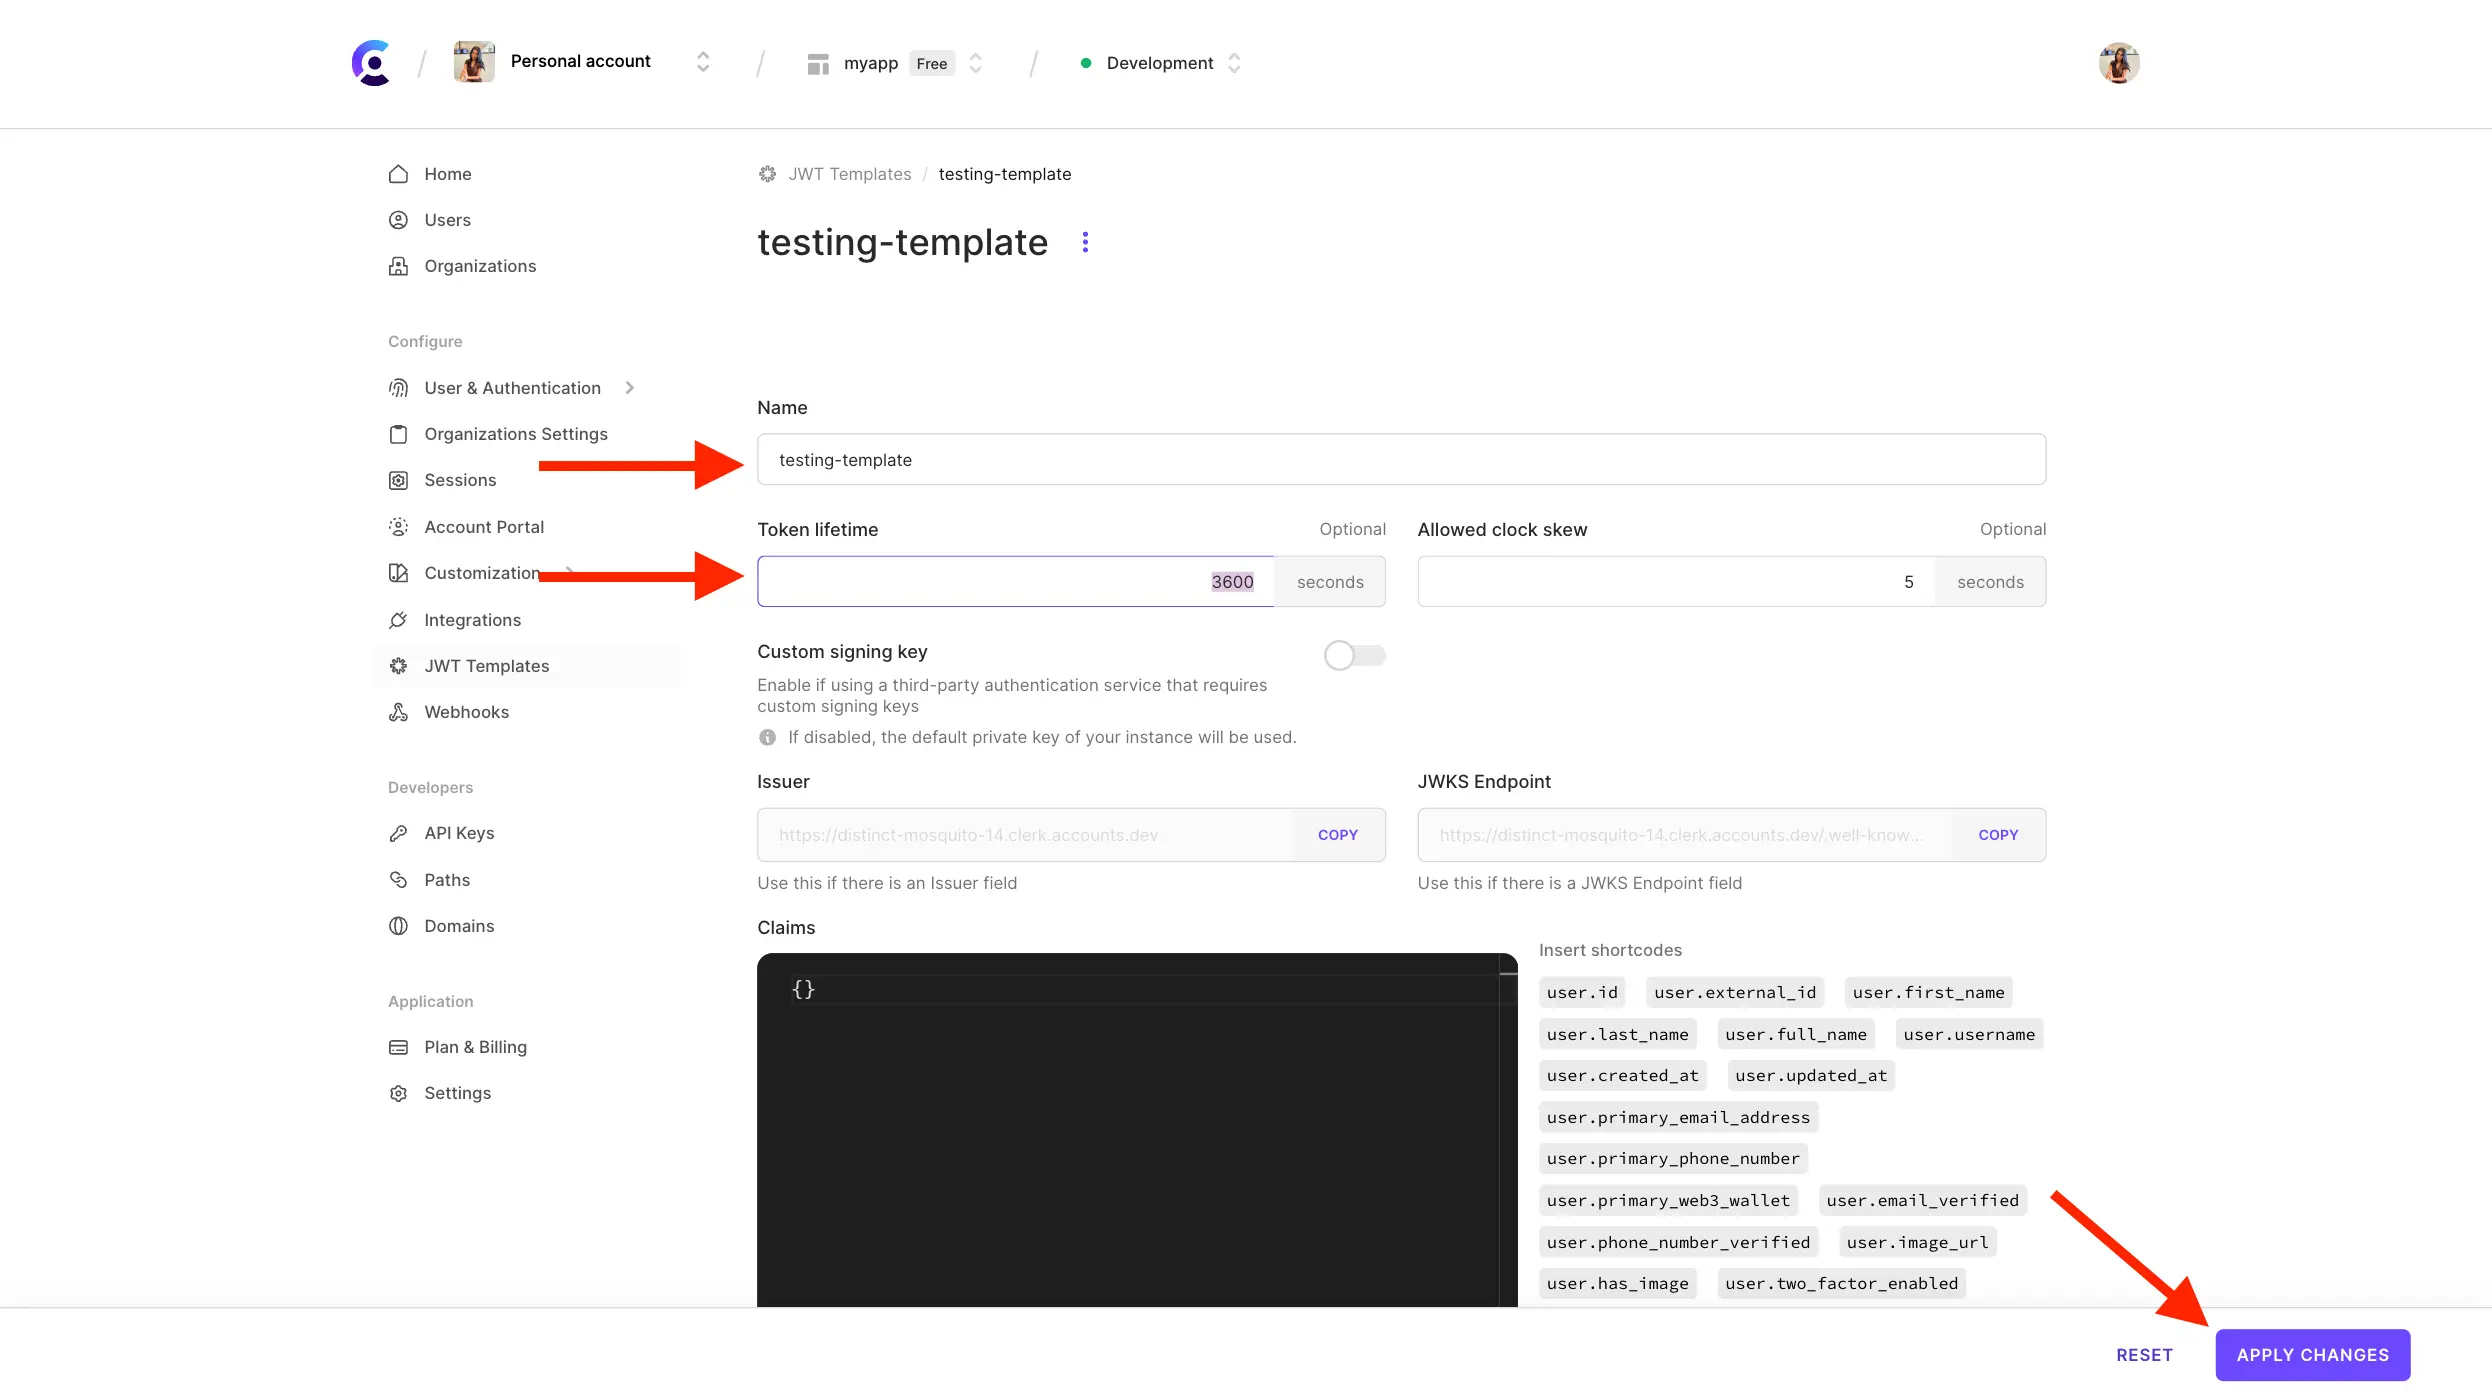 Personal account
myapp Free
Development
Home
Users
Organizations
Configure
User & Authentication
Organizations Settings
Sessions
Account Portal
Customization
Integrations
JWT Templates
Webhooks
Developers
API Keys
Paths
Domains
Application
Plan & Billing
Settings
JWT Templates / testing-template
testing-template
Name
testing-template
Token lifetime Optional
3600 seconds
Allowed clock skew Optional
5 seconds
Custom signing key
Enable if using a third-party authentication service that requires
custom signing keys
If disabled, the default private key of your instance will be used.
Issuer
https://distinct-mosquito-14.clerk.accounts.dev COPY
Use this if there is an Issuer field
JWKS Endpoint
https://distinct-mosquito-14.clerk.accounts.dev/.well-know... COPY
Use this if there is a JWKS Endpoint field
Claims
{}
Insert shortcodes
user.id user.external_id user.first_name
user.last_name user.full_name user.username
user.created_at user.updated_at
user.primary_email_address
user.primary_phone_number
user.primary_web3_wallet user.email_verified
user.phone_number_verified user.image_url
user.has_image user.two_factor_enabled
RESET APPLY CHANGES